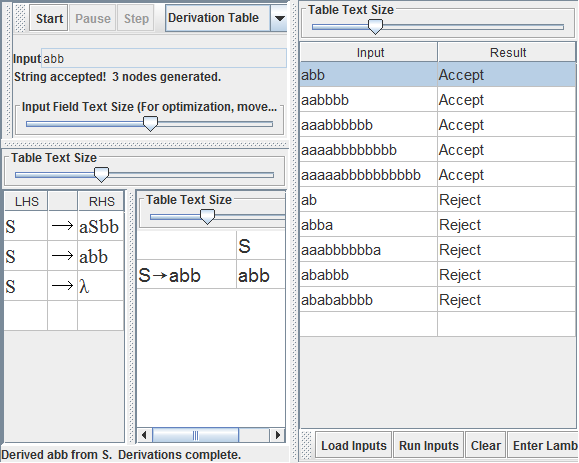 Start Pause Step Derivation Table
Input abb
String accepted! 3 nodes generated.
Input Field Text Size (For optimization, move...
Table Text Size
LHS RHS
S → aSbb
S → abb
S → λ
Table Text Size
S
S→abb abb
Derived abb from S. Derivations complete.
Table Text Size
Input Result
abb Accept
aabbbb Accept
aaabbbbbb Accept
aaaabbbbbbbb Accept
aaaaabbbbbbbbbb Accept
ab Reject
abba Reject
aaabbbbbba Reject
ababbb Reject
abababbbb Reject
Load Inputs Run Inputs Clear Enter Lamb